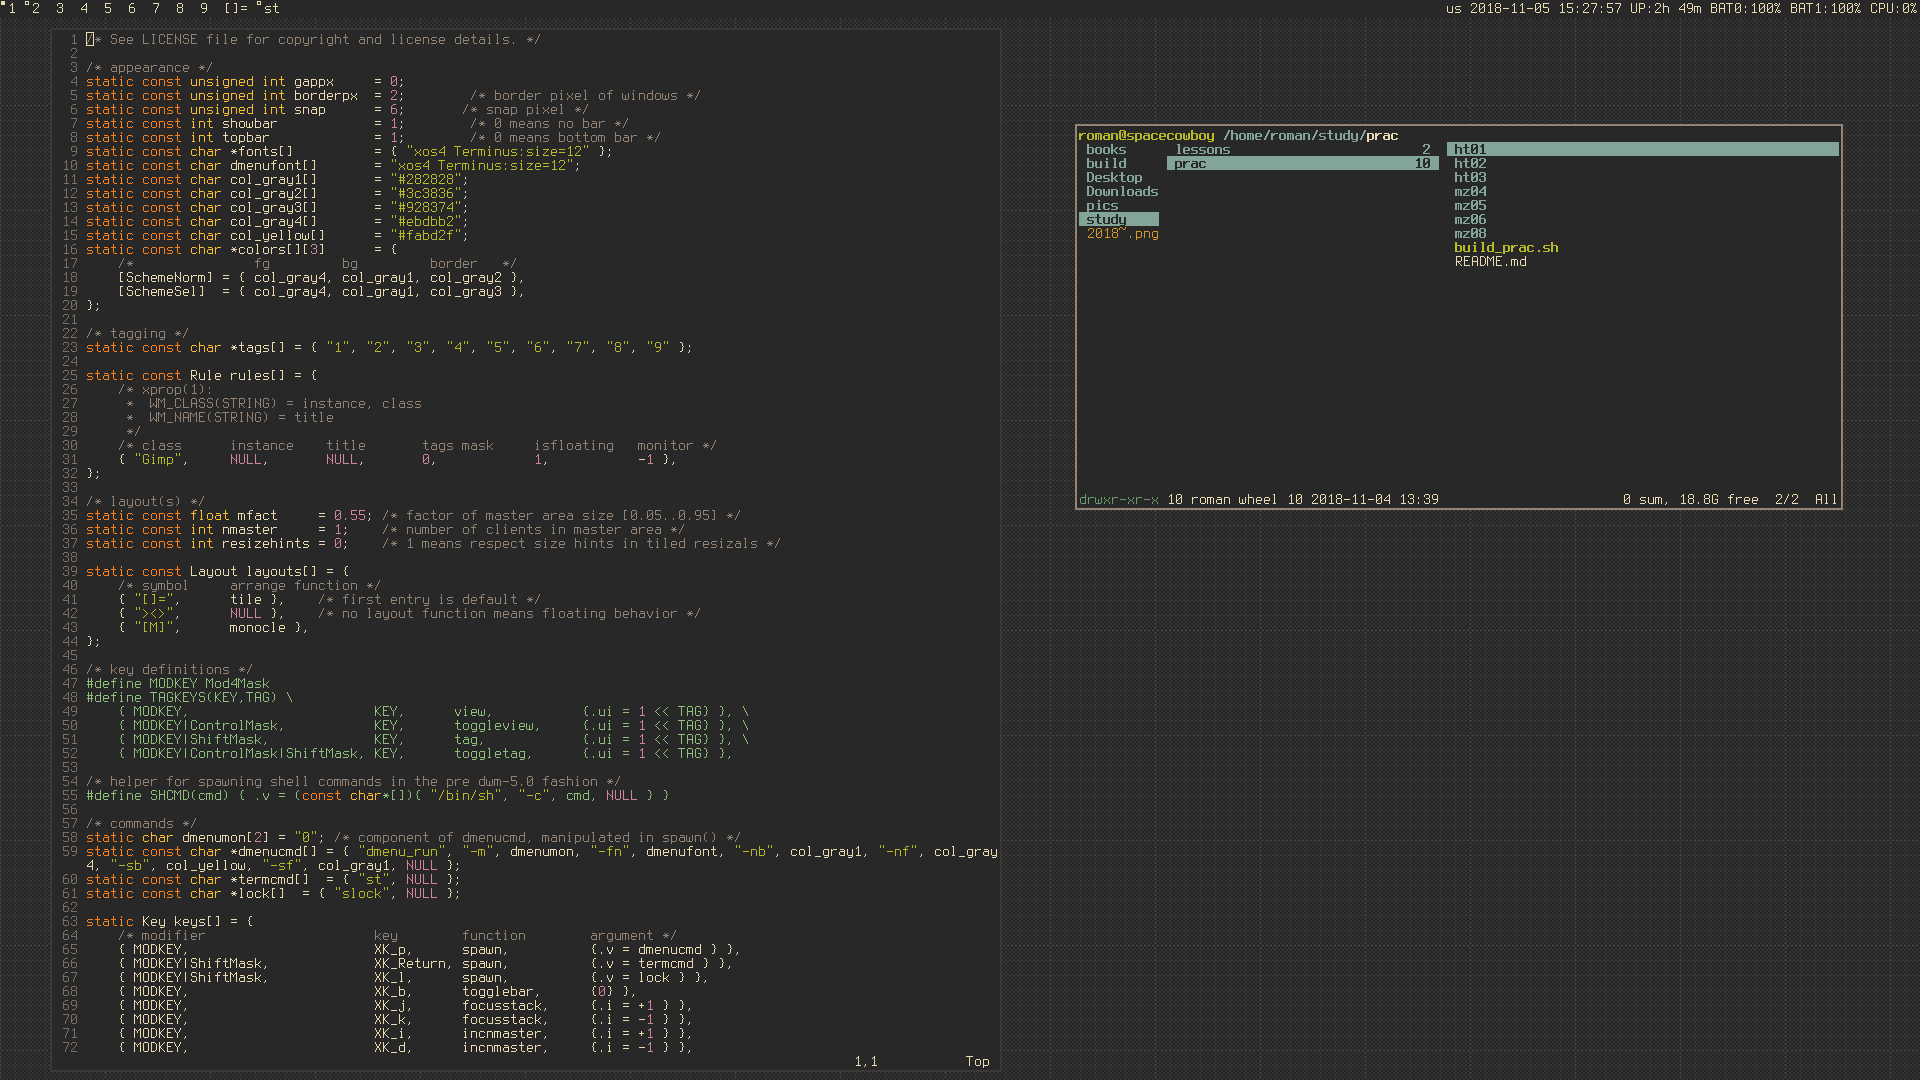 1 2 3 4 5 6 7 8 9 []= st
us 2018-11-05 15:27:57 UP:2h 49m BAT0:100% BAT1:100% CPU:0%
1 /* See LICENSE file for copyright and license details. */
2
3 /* appearance */
4 static const unsigned int gappx     = 0;
5 static const unsigned int borderpx  = 2;        /* border pixel of windows */
6 static const unsigned int snap      = 6;       /* snap pixel */
7 static const int showbar            = 1;        /* 0 means no bar */
8 static const int topbar             = 1;        /* 0 means bottom bar */
9 static const char *fonts[]          = { "xos4 Terminus:size=12" };
10 static const char dmenufont[]       = "xos4 Terminus:size=12";
11 static const char col_gray1[]       = "#282828";
12 static const char col_gray2[]       = "#3c3836";
13 static const char col_gray3[]       = "#928374";
14 static const char col_gray4[]       = "#ebdbb2";
15 static const char col_yellow[]      = "#fabd2f";
16 static const char *colors[][3]      = {
17     /*               fg         bg         border   */
18     [SchemeNorm] = { col_gray4, col_gray1, col_gray2 },
19     [SchemeSel]  = { col_gray4, col_gray1, col_gray3 },
20 };
21
22 /* tagging */
23 static const char *tags[] = { "1", "2", "3", "4", "5", "6", "7", "8", "9" };
24
25 static const Rule rules[] = {
26     /* xprop(1):
27      *  WM_CLASS(STRING) = instance, class
28      *  WM_NAME(STRING) = title
29      */
30     /* class      instance    title       tags mask     isfloating   monitor */
31     { "Gimp",     NULL,       NULL,       0,            1,           -1 },
32 };
33
34 /* layout(s) */
35 static const float mfact     = 0.55; /* factor of master area size [0.05..0.95] */
36 static const int nmaster     = 1;    /* number of clients in master area */
37 static const int resizehints = 0;    /* 1 means respect size hints in tiled resizals */
38
39 static const Layout layouts[] = {
40     /* symbol     arrange function */
41     { "[]=",      tile },    /* first entry is default */
42     { "><>",      NULL },    /* no layout function means floating behavior */
43     { "[M]",      monocle },
44 };
45
46 /* key definitions */
47 #define MODKEY Mod4Mask
48 #define TAGKEYS(KEY,TAG) \
49     { MODKEY,                       KEY,      view,           {.ui = 1 << TAG} }, \
50     { MODKEY|ControlMask,           KEY,      toggleview,     {.ui = 1 << TAG} }, \
51     { MODKEY|ShiftMask,             KEY,      tag,            {.ui = 1 << TAG} }, \
52     { MODKEY|ControlMask|ShiftMask, KEY,      toggletag,      {.ui = 1 << TAG} },
53
54 /* helper for spawning shell commands in the pre dwm-5.0 fashion */
55 #define SHCMD(cmd) { .v = (const char*[]){ "/bin/sh", "-c", cmd, NULL } }
56
57 /* commands */
58 static char dmenumon[2] = "0"; /* component of dmenucmd, manipulated in spawn() */
59 static const char *dmenucmd[] = { "dmenu_run", "-m", dmenumon, "-fn", dmenufont, "-nb", col_gray1, "-nf", col_gray
4, "-sb", col_yellow, "-sf", col_gray1, NULL };
60 static const char *termcmd[]  = { "st", NULL };
61 static const char *lock[]  = { "slock", NULL };
62
63 static Key keys[] = {
64     /* modifier                     key        function        argument */
65     { MODKEY,                       XK_p,      spawn,          {.v = dmenucmd } },
66     { MODKEY|ShiftMask,             XK_Return, spawn,          {.v = termcmd } },
67     { MODKEY|ShiftMask,             XK_l,      spawn,          {.v = lock } },
68     { MODKEY,                       XK_b,      togglebar,      {0} },
69     { MODKEY,                       XK_j,      focusstack,     {.i = +1 } },
70     { MODKEY,                       XK_k,      focusstack,     {.i = -1 } },
71     { MODKEY,                       XK_i,      incnmaster,     {.i = +1 } },
72     { MODKEY,                       XK_d,      incnmaster,     {.i = -1 } },
1,1           Top
roman@spacecowboy /home/roman/study/prac
books lessons 2 ht01
build prac 10 ht02
Desktop ht03
Downloads mz04
pics mz05
study mz06
2018~.png mz08
build_prac.sh
README.md
drwxr-xr-x 10 roman wheel 10 2018-11-04 13:39 0 sum, 18.8G free  2/2  All